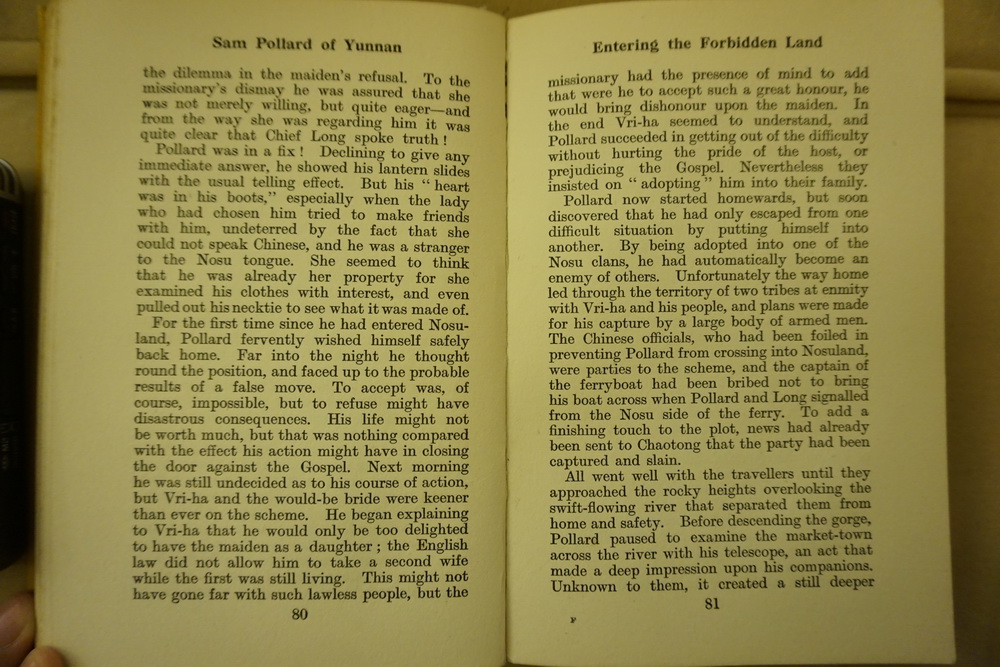 Sam Pollard of Yunnan
the dilemma in the maiden's refusal. To the
missionary's dismay he was assured that she
was not merely willing, but quite eager—and
from the way she was regarding him it was
quite clear that Chief Long spoke truth !
Pollard was in a fix ! Declining to give any
immediate answer, he showed his lantern slides
with the usual telling effect. But his " heart
was in his boots," especially when the lady
who had chosen him tried to make friends
with him, undeterred by the fact that she
could not speak Chinese, and he was a stranger
to the Nosu tongue. She seemed to think
that he was already her property for she
examined his clothes with interest, and even
pulled out his necktie to see what it was made of.
For the first time since he had entered Nosu-
land, Pollard fervently wished himself safely
back home. Far into the night he thought
round the position, and faced up to the probable
results of a false move. To accept was, of
course, impossible, but to refuse might have
disastrous consequences. His life might not
be worth much, but that was nothing compared
with the effect his action might have in closing
the door against the Gospel. Next morning
he was still undecided as to his course of action,
but Vri-ha and the would-be bride were keener
than ever on the scheme. He began explaining
to Vri-ha that he would only be too delighted
to have the maiden as a daughter ; the English
law did not allow him to take a second wife
while the first was still living. This might not
have gone far with such lawless people, but the
80
Entering the Forbidden Land
missionary had the presence of mind to add
that were he to accept such a great honour, he
would bring dishonour upon the maiden. In
the end Vri-ha seemed to understand, and
Pollard succeeded in getting out of the difficulty
without hurting the pride of the host, or
prejudicing the Gospel. Nevertheless they
insisted on " adopting " him into their family.
Pollard now started homewards, but soon
discovered that he had only escaped from one
difficult situation by putting himself into
another. By being adopted into one of the
Nosu clans, he had automatically become an
enemy of others. Unfortunately the way home
led through the territory of two tribes at enmity
with Vri-ha and his people, and plans were made
for his capture by a large body of armed men.
The Chinese officials, who had been foiled in
preventing Pollard from crossing into Nosuland,
were parties to the scheme, and the captain of
the ferryboat had been bribed not to bring
his boat across when Pollard and Long signalled
from the Nosu side of the ferry. To add a
finishing touch to the plot, news had already
been sent to Chaotong that the party had been
captured and slain.
All went well with the travellers until they
approached the rocky heights overlooking the
swift-flowing river that separated them from
home and safety. Before descending the gorge,
Pollard paused to examine the market-town
across the river with his telescope, an act that
made a deep impression upon his companions.
Unknown to them, it created a still deeper
81